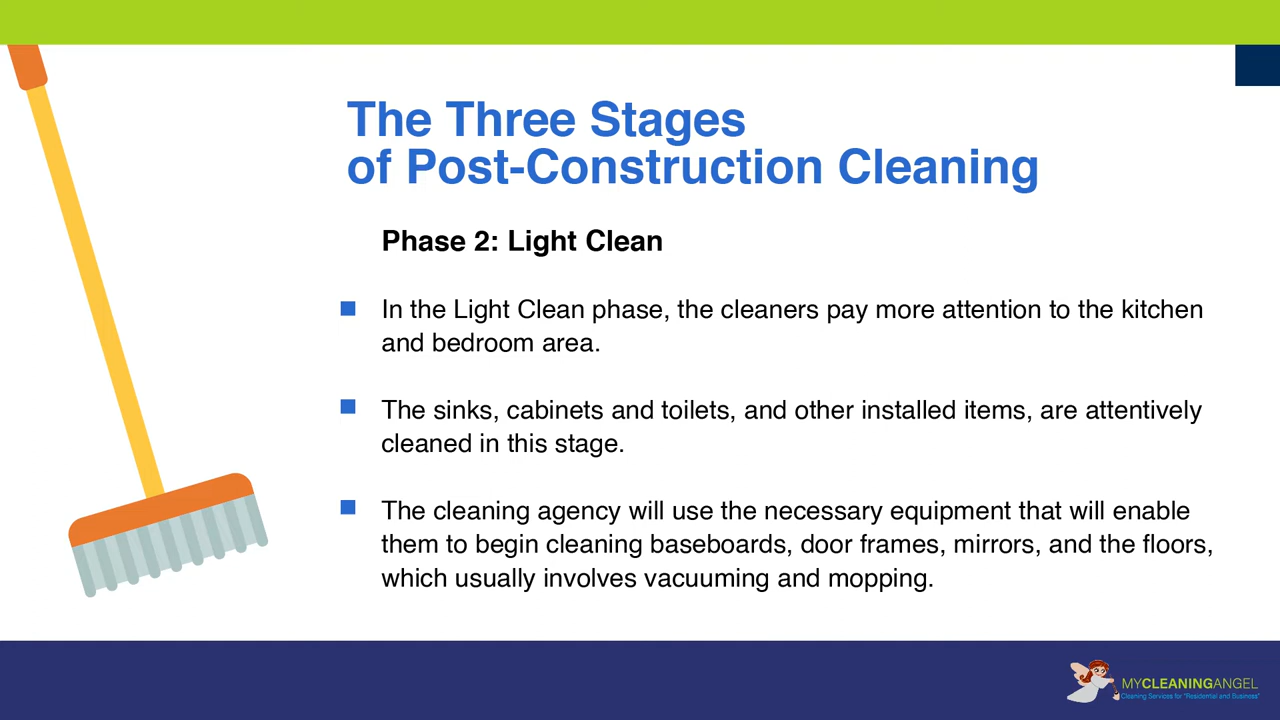 The Three Stages
of Post-Construction Cleaning
Phase 2: Light Clean
In the Light Clean phase, the cleaners pay more attention to the kitchen
and bedroom area.
The sinks, cabinets and toilets, and other installed items, are attentively
cleaned in this stage.
The cleaning agency will use the necessary equipment that will enable
them to begin cleaning baseboards, door frames, mirrors, and the floors,
which usually involves vacuuming and mopping.
MYCLEANINGANGEL
Cleaning Services for "Residential and Business"